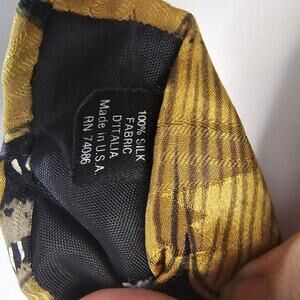 100% SILK
FABRIC
D'ITALIA
Made in U.S.A.
RN 74086